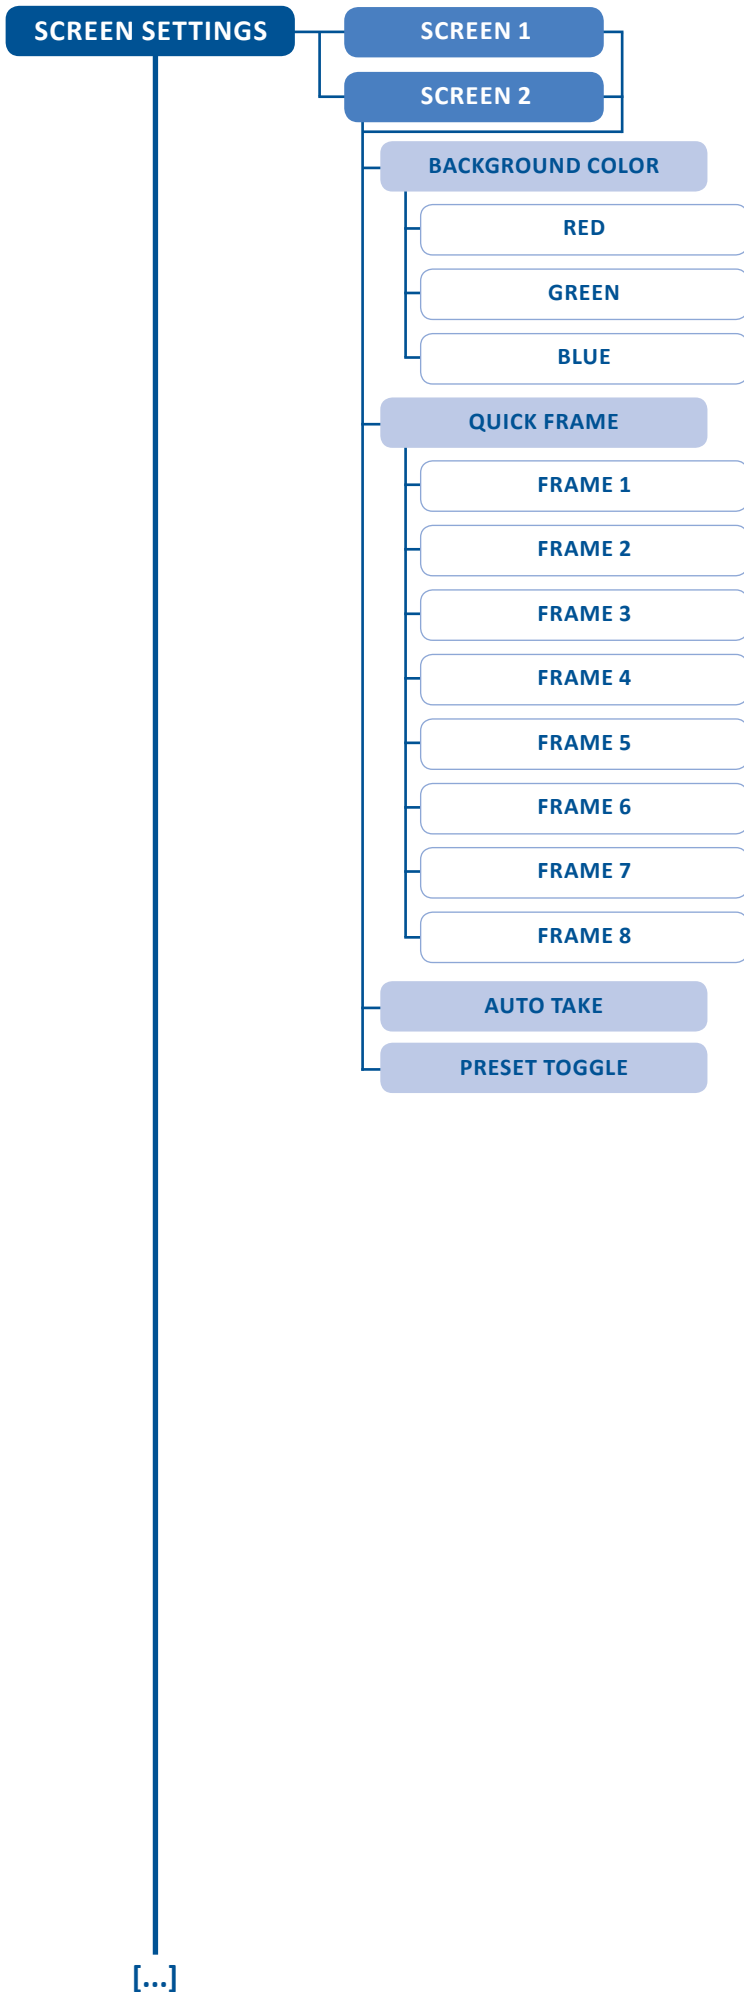 SCREEN SETTINGS
SCREEN 1
SCREEN 2
BACKGROUND COLOR
RED
GREEN
BLUE
QUICK FRAME
FRAME 1
FRAME 2
FRAME 3
FRAME 4
FRAME 5
FRAME 6
FRAME 7
FRAME 8
AUTO TAKE
PRESET TOGGLE
[...]